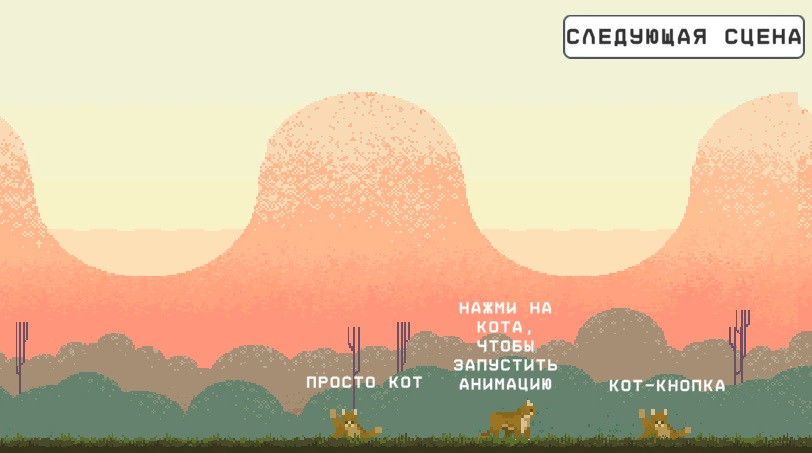 СЛЕДУЮЩАЯ СЦЕНА
НАЖМИ НА
КОТА,
ЧТОБЫ
ЗАПУСТИТЬ
АНИМАЦИЮ
ПРОСТО КОТ
КОТ-КНОПКА